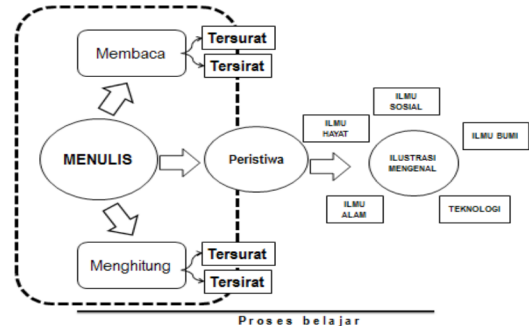 Membaca
Tersurat
Tersirat
MENULIS
Peristiwa
Menghitung
Tersurat
Tersirat
ILMU
SOSIAL
ILMU
HAYAT
ILMU BUMI
ILUSTRASI
MENGENAL
ILMU
ALAM
TEKNOLOGI
Proses belajar